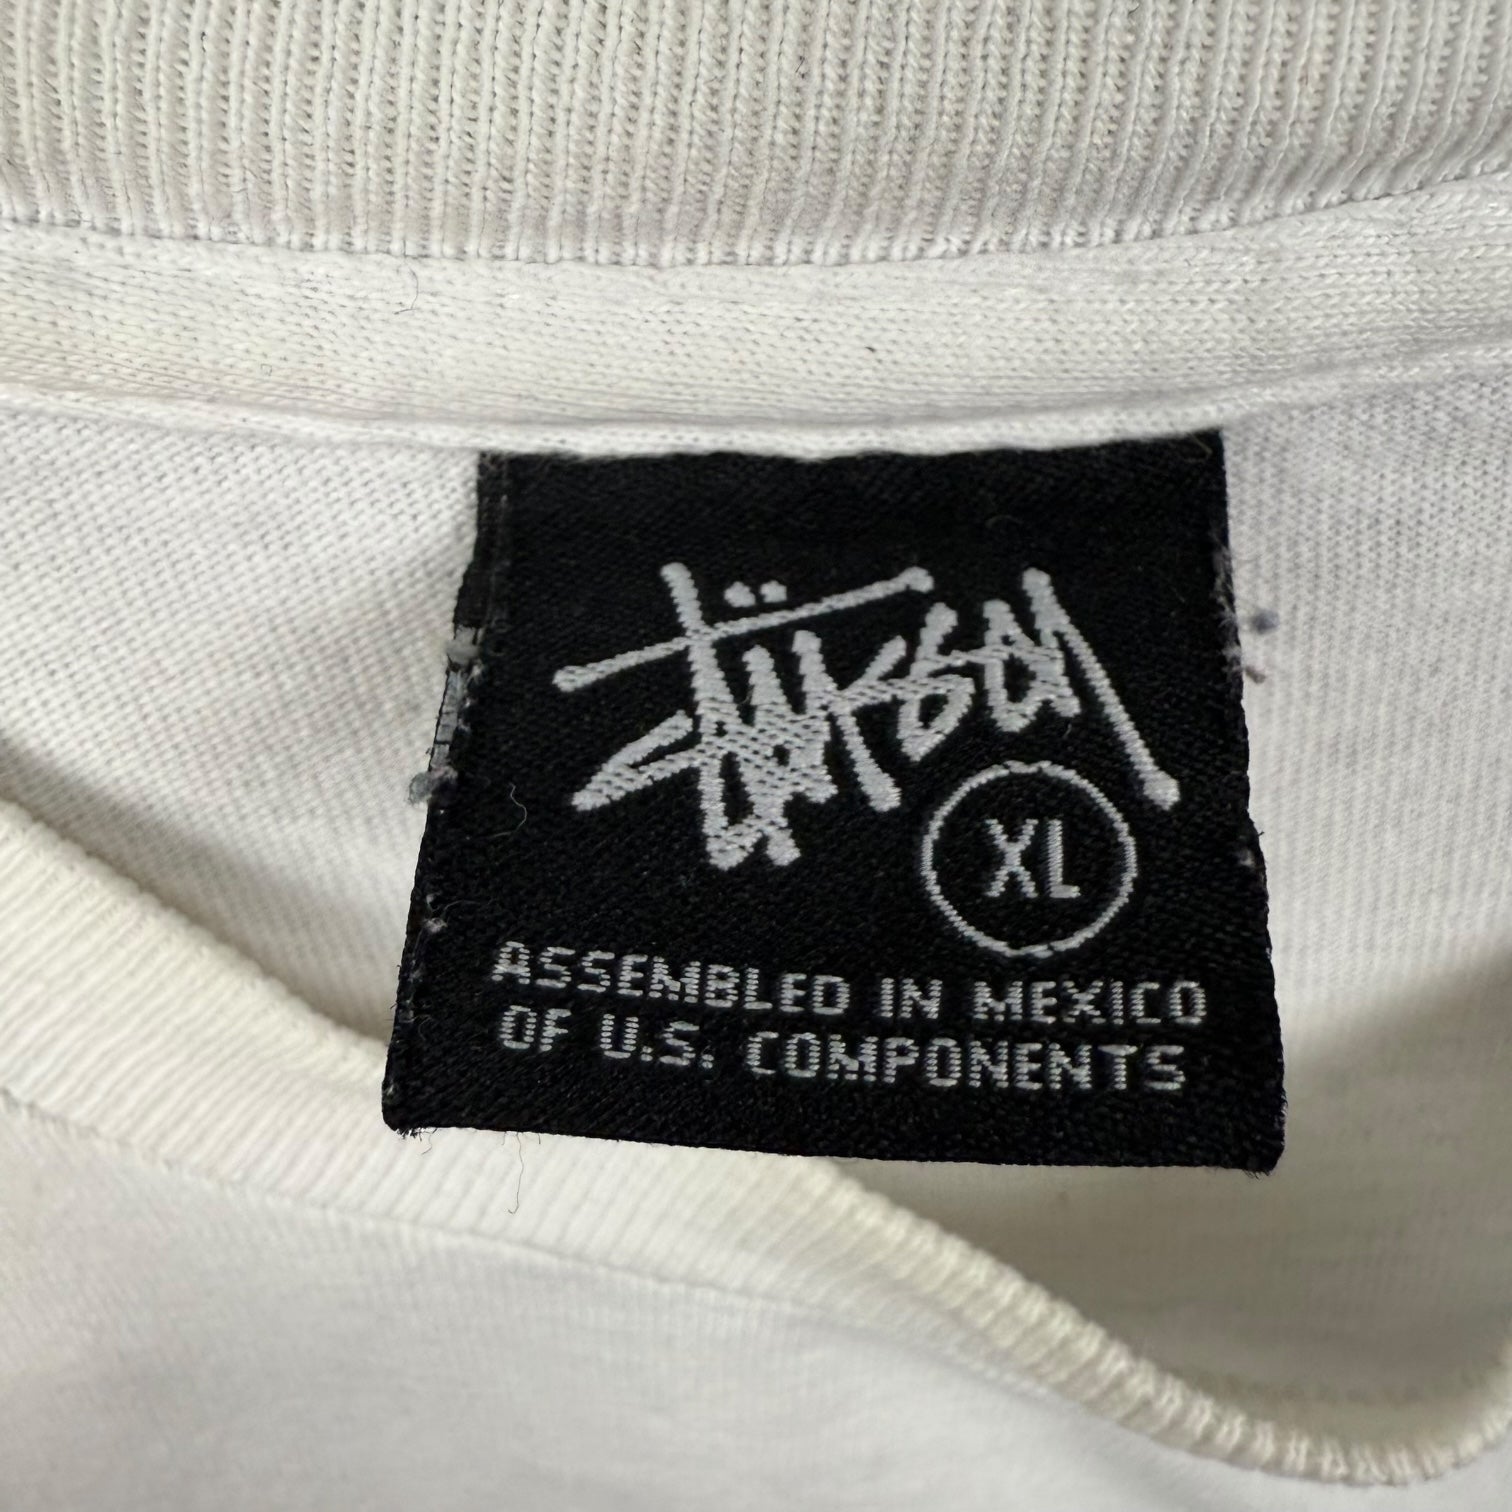 Stüssy
XL
ASSEMBLED IN MEXICO
OF U.S. COMPONENTS